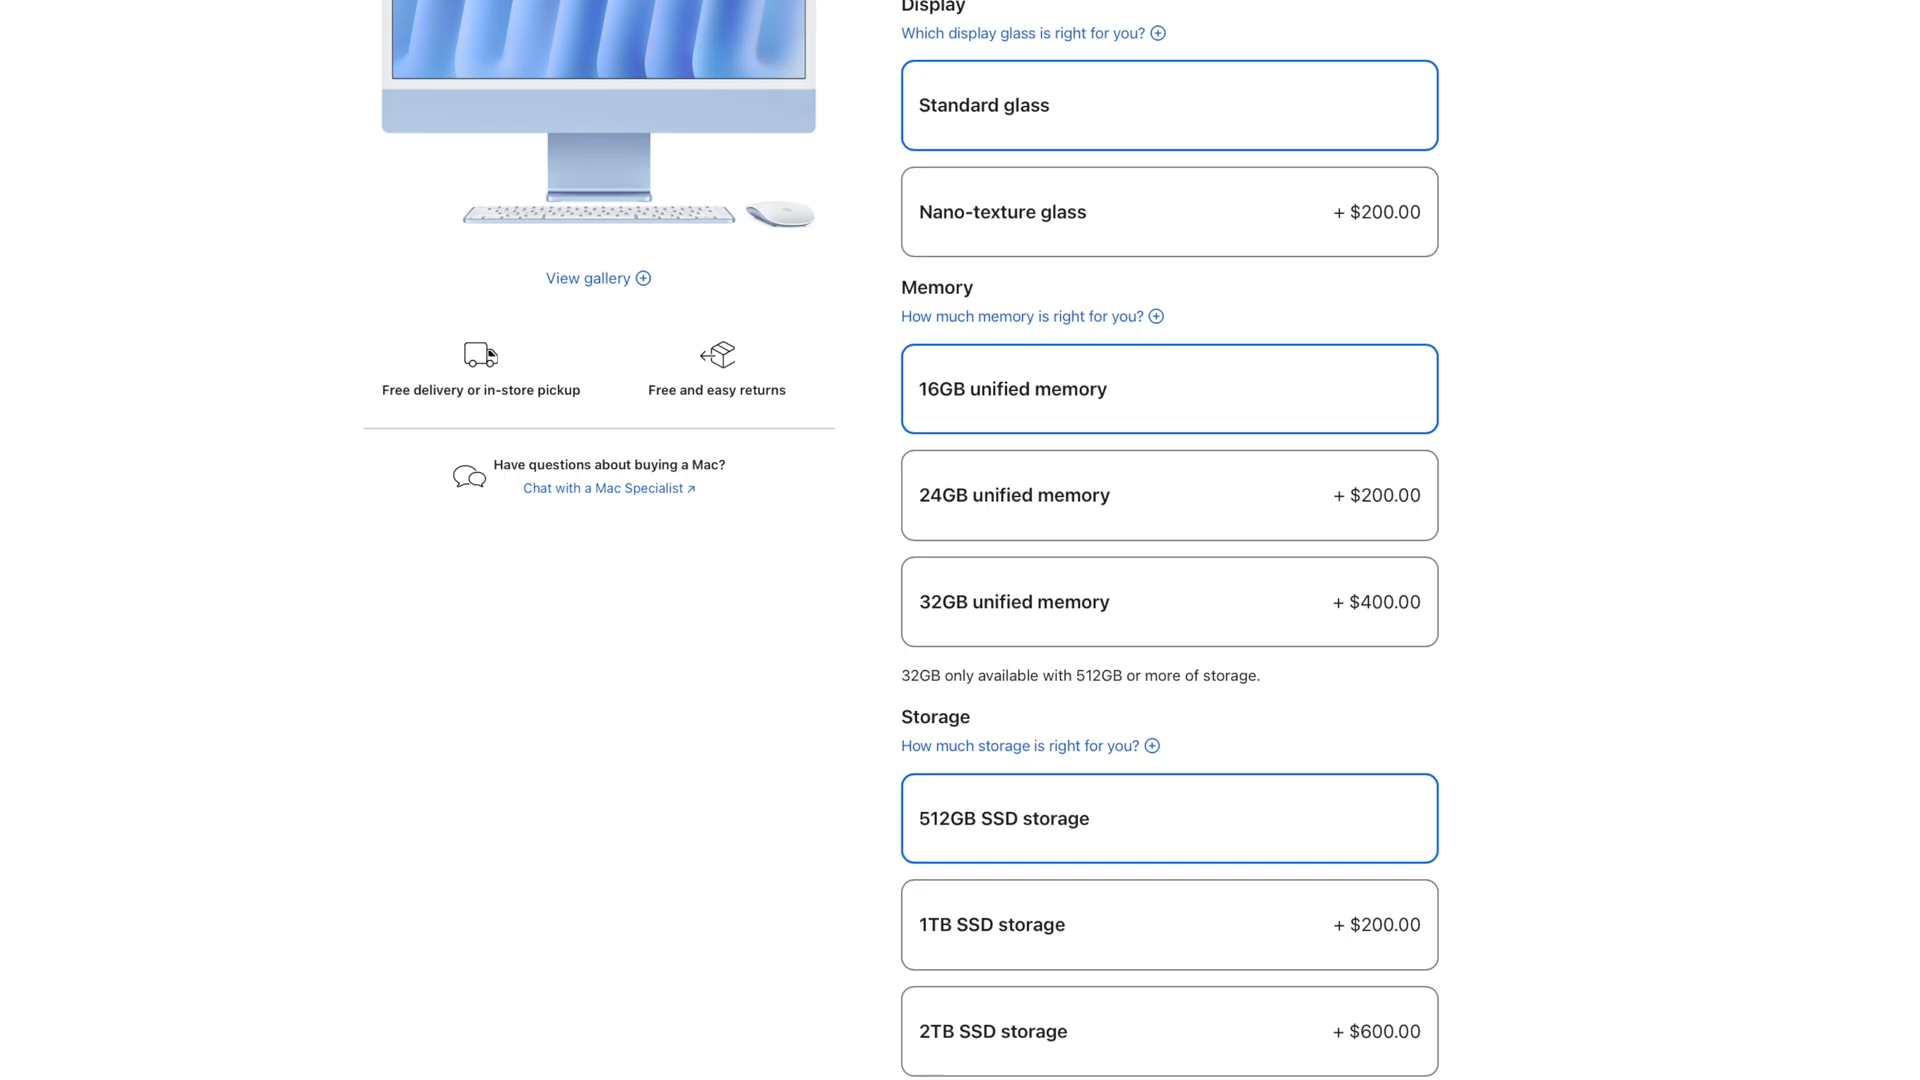 Display
Which display glass is right for you?
Standard glass
Nano-texture glass + $200.00
View gallery
Memory
How much memory is right for you?
Free delivery or in-store pickup
Free and easy returns
16GB unified memory
Have questions about buying a Mac?
Chat with a Mac Specialist ↗
24GB unified memory + $200.00
32GB unified memory + $400.00
32GB only available with 512GB or more of storage.
Storage
How much storage is right for you?
512GB SSD storage
1TB SSD storage + $200.00
2TB SSD storage + $600.00